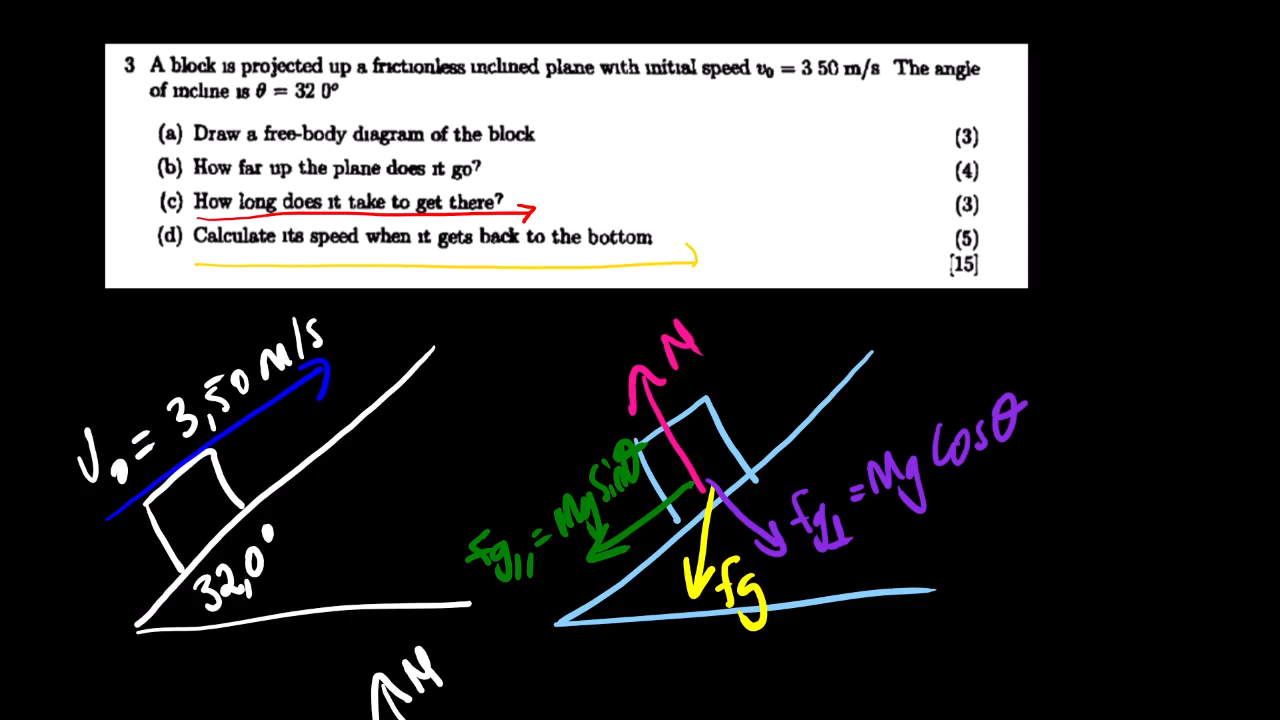 3 A block is projected up a frictionless inclined plane with initial speed v₀ = 3 50 m/s The angle
of incline is θ = 32 0°
(a) Draw a free-body diagram of the block (3)
(b) How far up the plane does it go? (4)
(c) How long does it take to get there? (3)
(d) Calculate its speed when it gets back to the bottom (5)
[15]
V₀ = 3,50 m/s
32,0°
N
fg|| = Mg Sinθ
fg⊥ = Mg Cosθ
fg
N